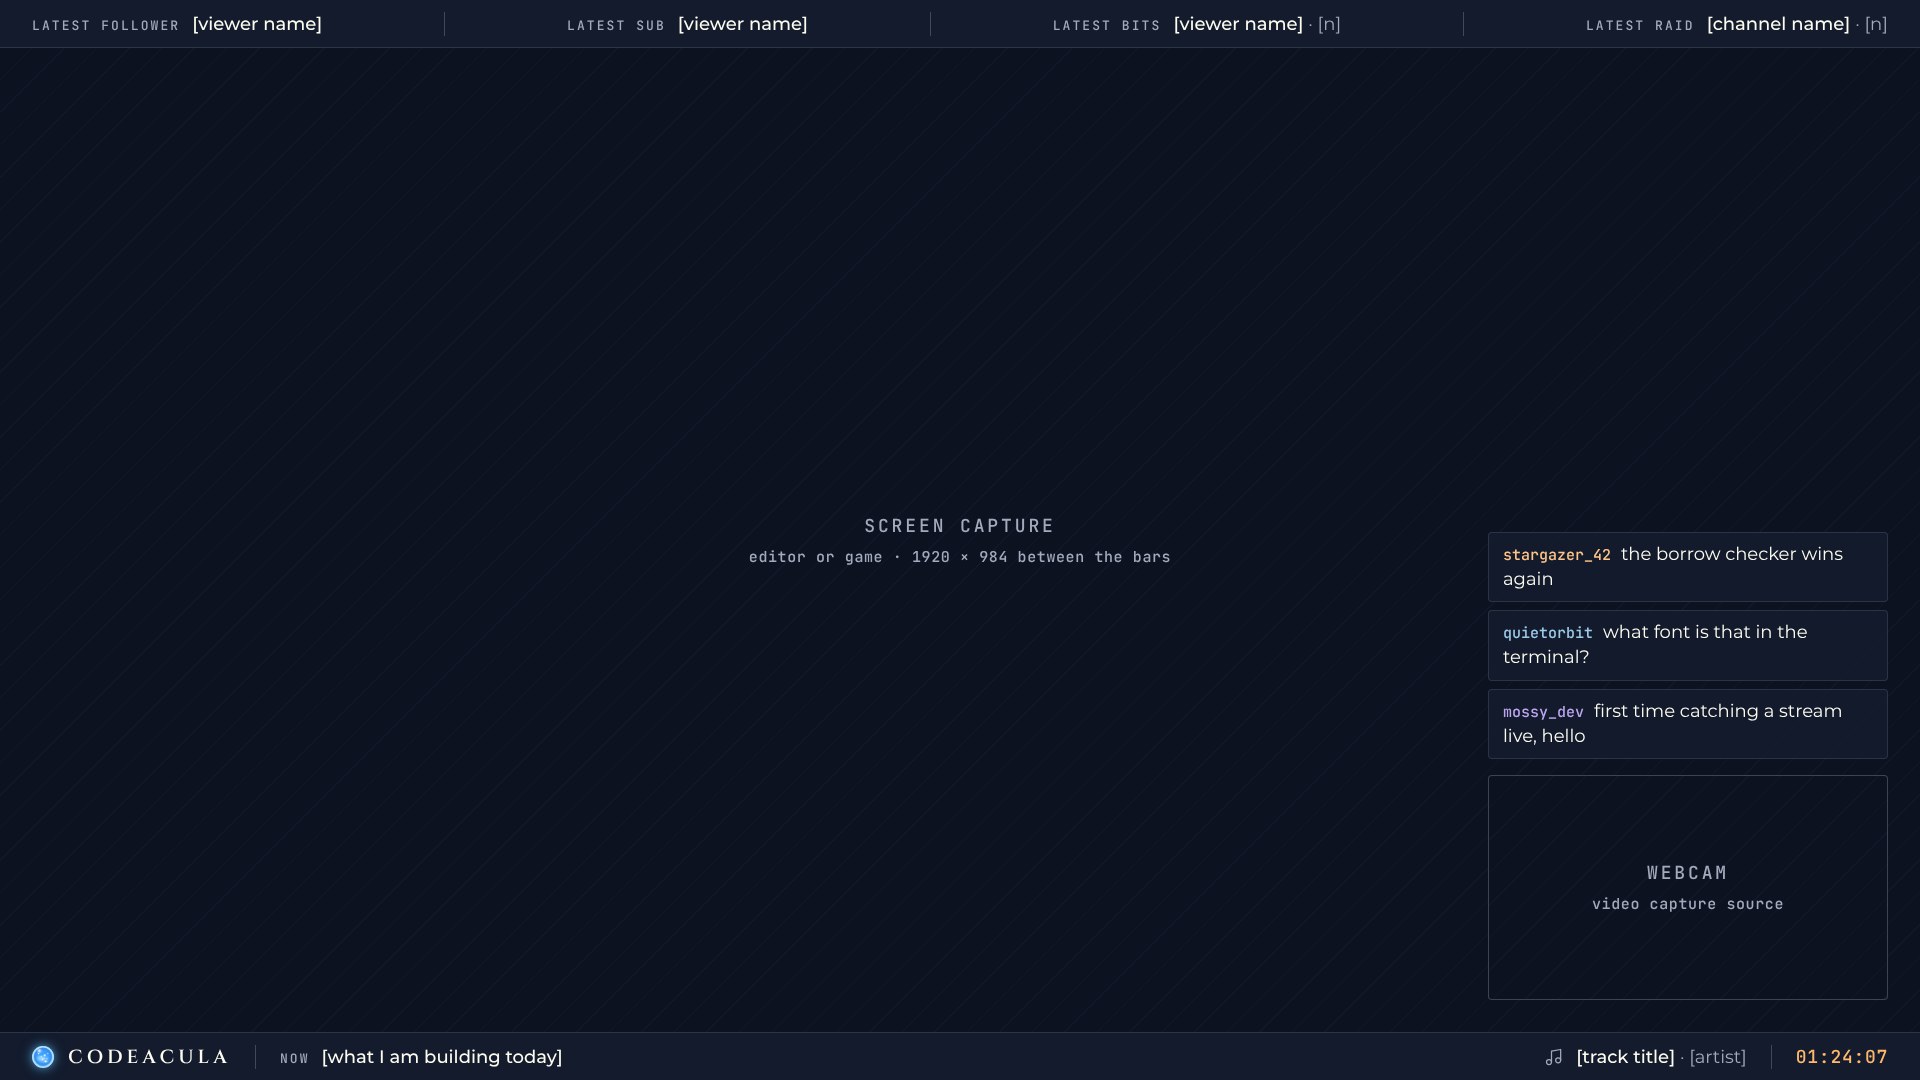 LATEST FOLLOWER [viewer name]
LATEST SUB [viewer name]
LATEST BITS [viewer name] · [n]
LATEST RAID [channel name] · [n]
SCREEN CAPTURE
editor or game · 1920 × 984 between the bars
stargazer_42 the borrow checker wins
again
quietorbit what font is that in the
terminal?
mossy_dev first time catching a stream
live, hello
WEBCAM
video capture source
CODEACULA
NOW [what I am building today]
[track title] · [artist]
01:24:07